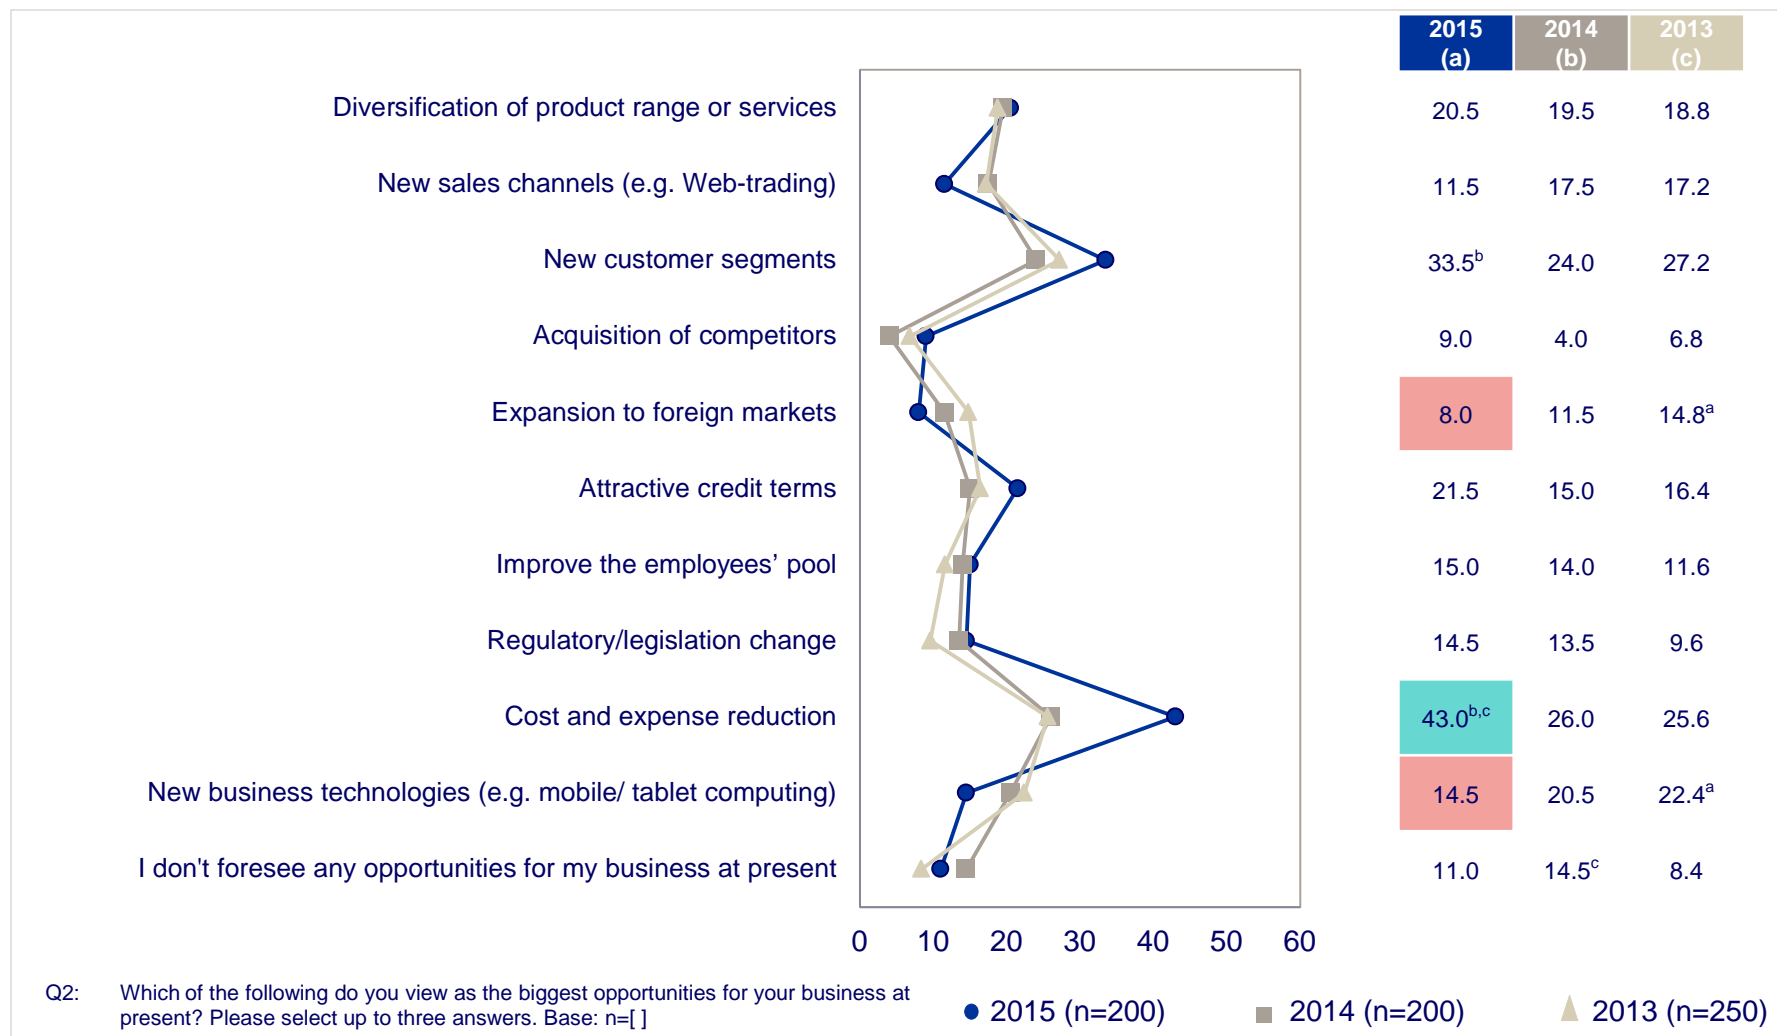 2015 2014 2013
(a) (b) (c)
Diversification of product range or services 20.5 19.5 18.8
New sales channels (e.g. Web-trading) 11.5 17.5 17.2
New customer segments 33.5b 24.0 27.2
Acquisition of competitors 9.0 4.0 6.8
Expansion to foreign markets 8.0 11.5 14.8a
Attractive credit terms 21.5 15.0 16.4
Improve the employees’ pool 15.0 14.0 11.6
Regulatory/legislation change 14.5 13.5 9.6
Cost and expense reduction 43.0b,c 26.0 25.6
New business technologies (e.g. mobile/ tablet computing) 14.5 20.5 22.4a
I don't foresee any opportunities for my business at present 11.0 14.5c 8.4
0 10 20 30 40 50 60
Q2: Which of the following do you view as the biggest opportunities for your business at
present? Please select up to three answers. Base: n=[ ]
2015 (n=200) 2014 (n=200) 2013 (n=250)